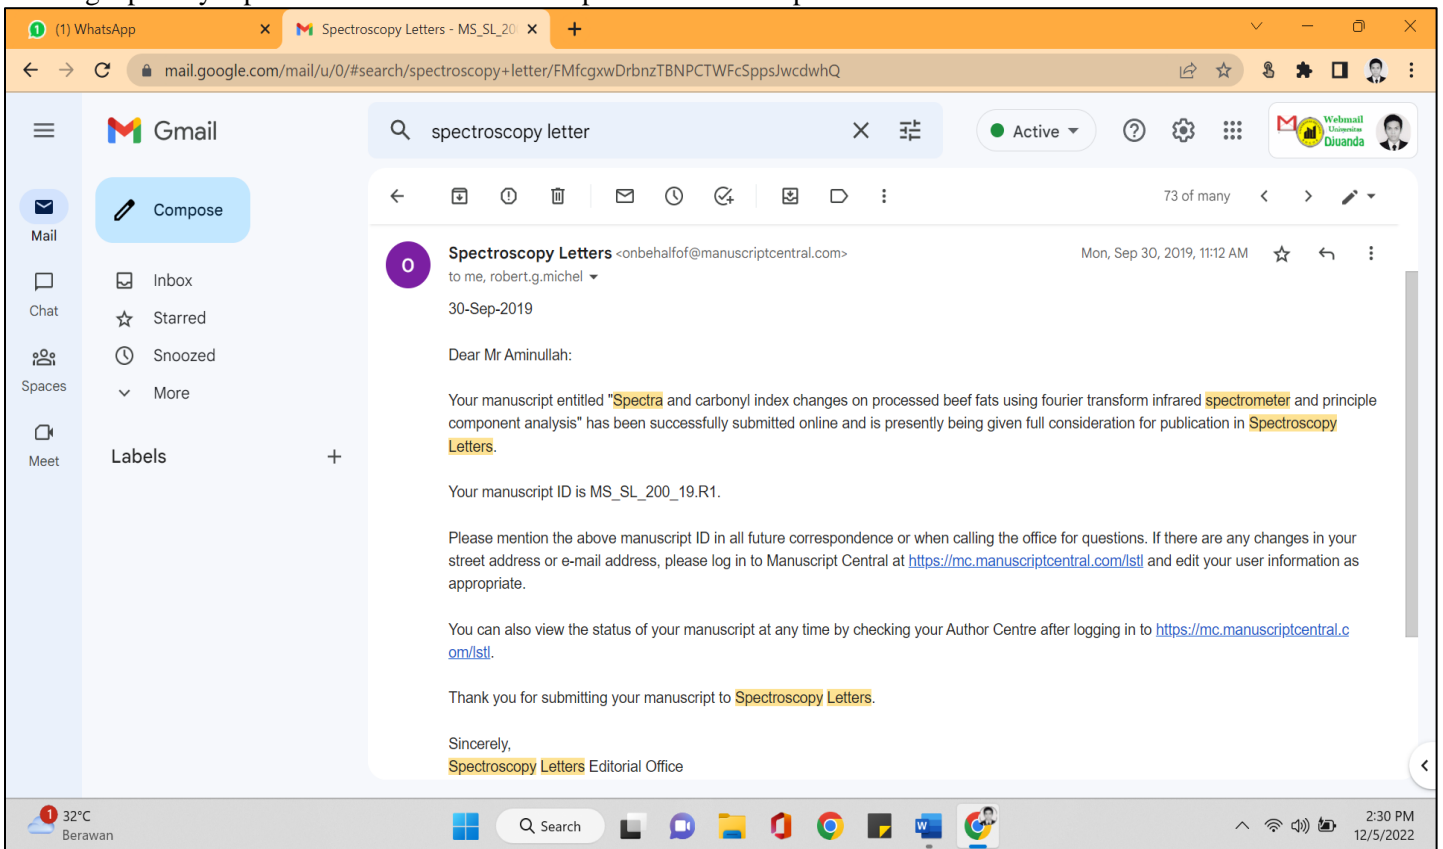 (1) WhatsApp
Spectroscopy Letters - MS_SL_20
mail.google.com/mail/u/0/#search/spectroscopy+letter/FMfcgxwDrbnzTBNPCTWFcSppsJwcdwhQ
Gmail
spectroscopy letter
Active
Webmail
Universitas
Djuanda
Mail
Chat
Spaces
Meet
Compose
Inbox
Starred
Snoozed
More
Labels
73 of many
Spectroscopy Letters <onbehalfof@manuscriptcentral.com>
Mon, Sep 30, 2019, 11:12 AM
to me, robert.g.michel
30-Sep-2019
Dear Mr Aminullah:
Your manuscript entitled "Spectra and carbonyl index changes on processed beef fats using fourier transform infrared spectrometer and principle
component analysis" has been successfully submitted online and is presently being given full consideration for publication in Spectroscopy
Letters.
Your manuscript ID is MS_SL_200_19.R1.
Please mention the above manuscript ID in all future correspondence or when calling the office for questions. If there are any changes in your
street address or e-mail address, please log in to Manuscript Central at https://mc.manuscriptcentral.com/lstl and edit your user information as
appropriate.
You can also view the status of your manuscript at any time by checking your Author Centre after logging in to https://mc.manuscriptcentral.c
om/lstl.
Thank you for submitting your manuscript to Spectroscopy Letters.
Sincerely,
Spectroscopy Letters Editorial Office
1
32°C
Berawan
Search
2:30 PM
12/5/2022